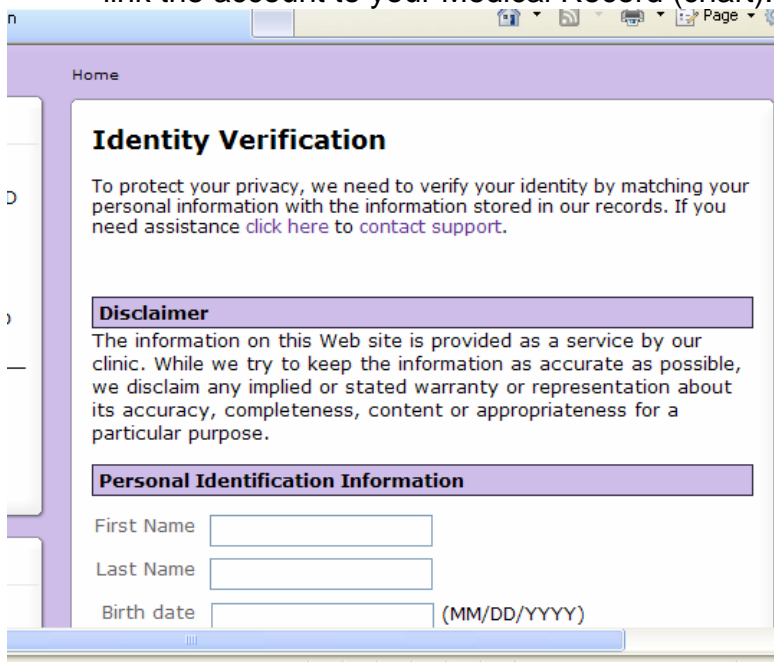 link the account to your Medical Record (chart).
n
Page
Home
Identity Verification
D
To protect your privacy, we need to verify your identity by matching your
personal information with the information stored in our records. If you
need assistance click here to contact support.
Disclaimer
The information on this Web site is provided as a service by our
clinic. While we try to keep the information as accurate as possible,
we disclaim any implied or stated warranty or representation about
its accuracy, completeness, content or appropriateness for a
particular purpose.
Personal Identification Information
First Name
Last Name
Birth date (MM/DD/YYYY)